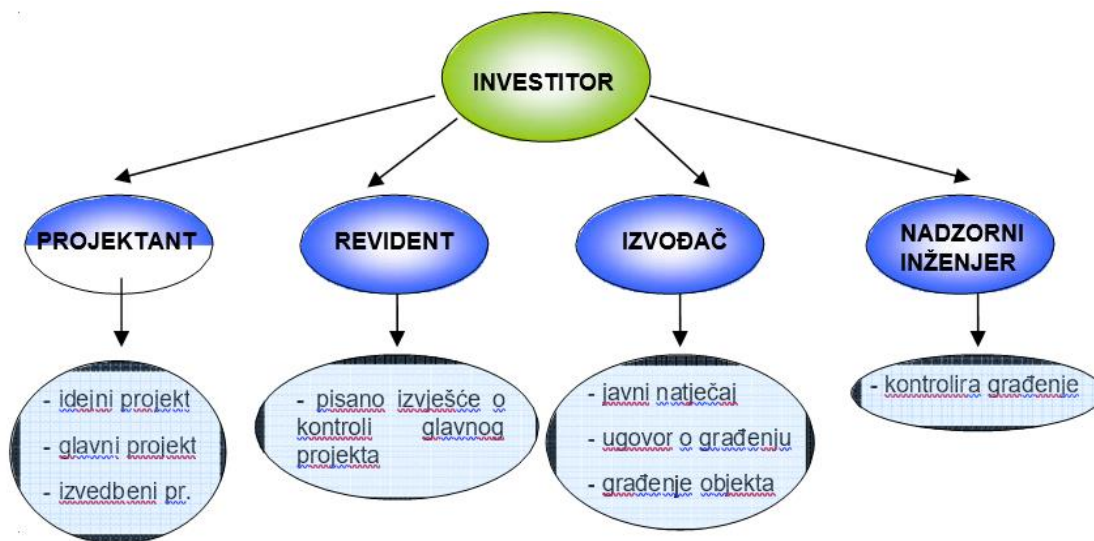 INVESTITOR
PROJEKTANT
REVIDENT
IZVOĐAČ
NADZORNI
INŽENJER
- idejni projekt
- glavni projekt
- izvedbeni pr.
- pisano izvješće o
kontroli glavnog
projekta
- javni natječaj
- ugovor o građenju
- građenje objekta
- kontrolira građenje